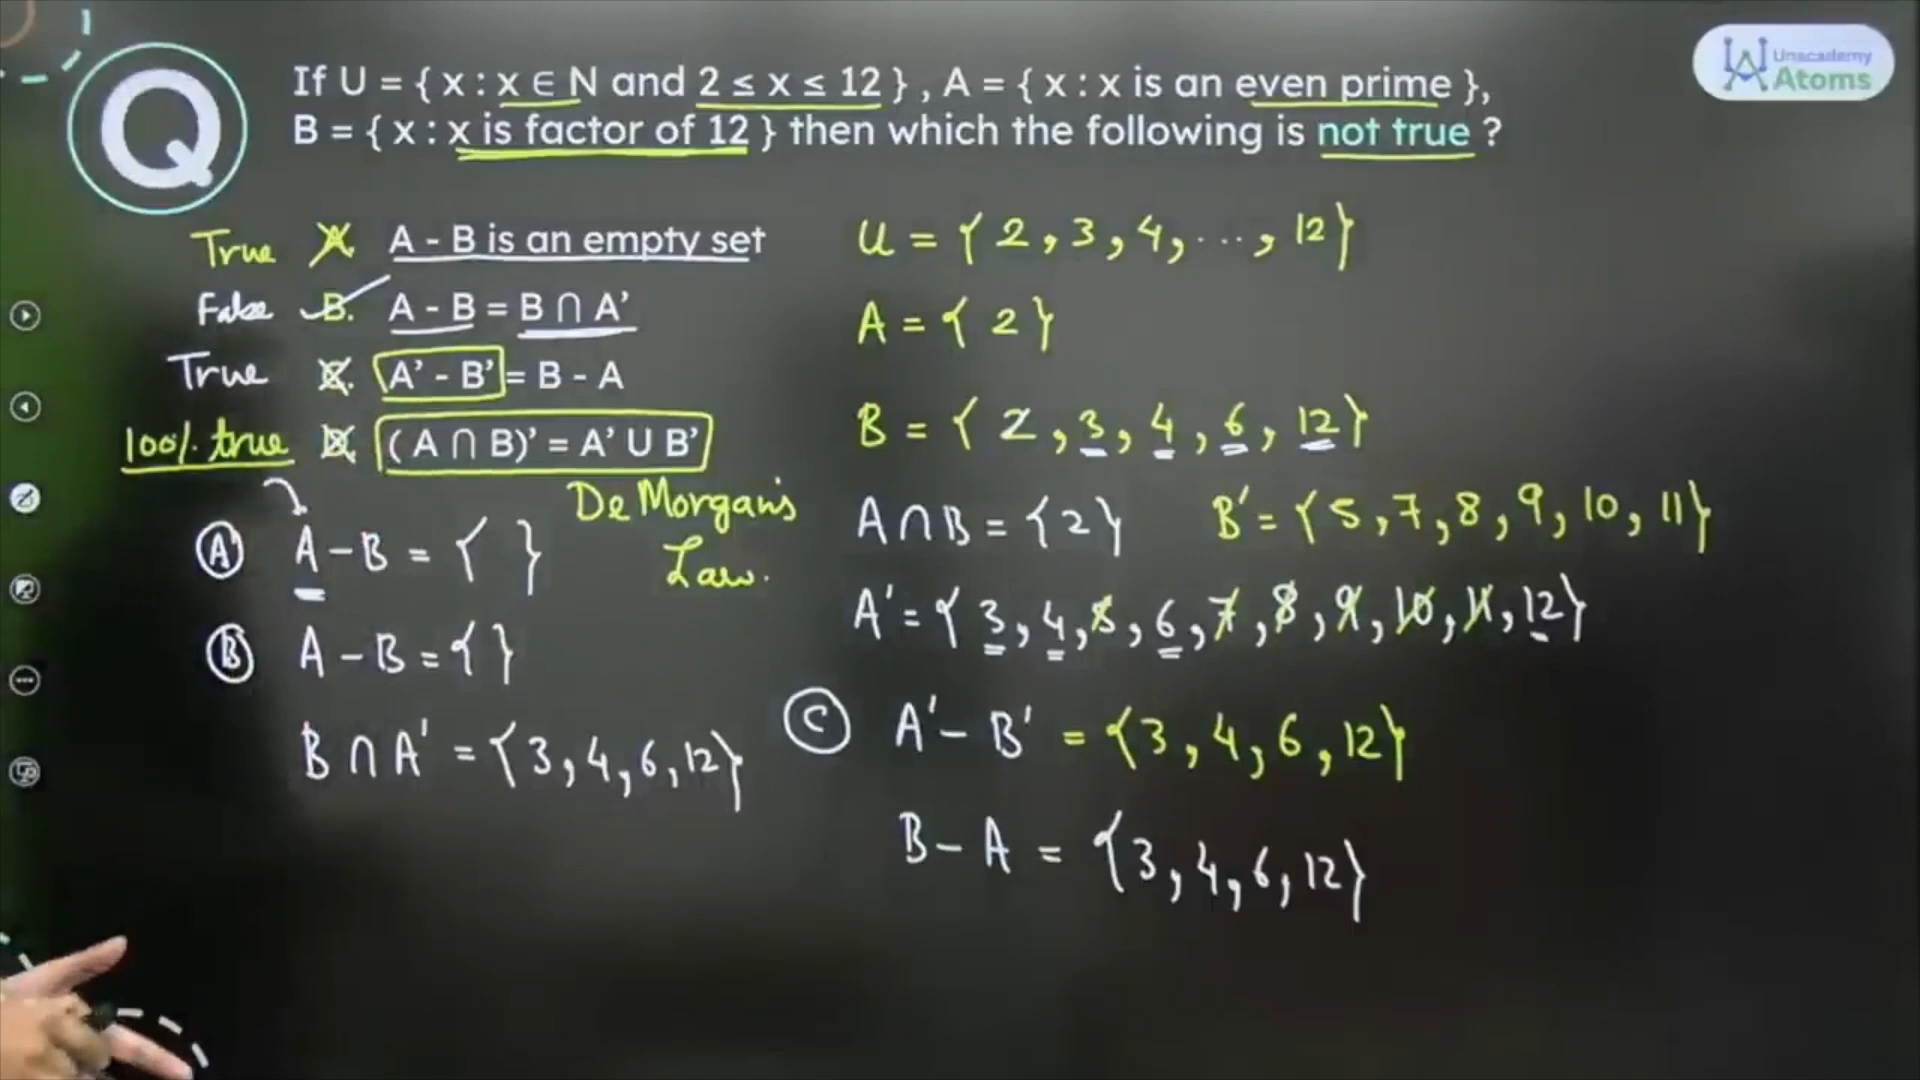 Q
Unacademy
Atoms
If U = { x : x ∈ N and 2 ≤ x ≤ 12 } , A = { x : x is an even prime },
B = { x : x is factor of 12 } then which the following is not true ?
True A. A - B is an empty set
False B. A - B = B ∩ A'
True C. A' - B' = B - A
100% true D. ( A ∩ B)' = A' U B'
De Morgan's
Law.
(A) A - B = { }
(B) A - B = { }
B ∩ A' = {3, 4, 6, 12}
U = { 2, 3, 4, ..., 12}
A = { 2 }
B = { 2, 3, 4, 6, 12}
A ∩ B = {2} B' = {5, 7, 8, 9, 10, 11}
A' = {3, 4, 5, 6, 7, 8, 9, 10, 11, 12}
(C) A' - B' = {3, 4, 6, 12}
B - A = {3, 4, 6, 12}